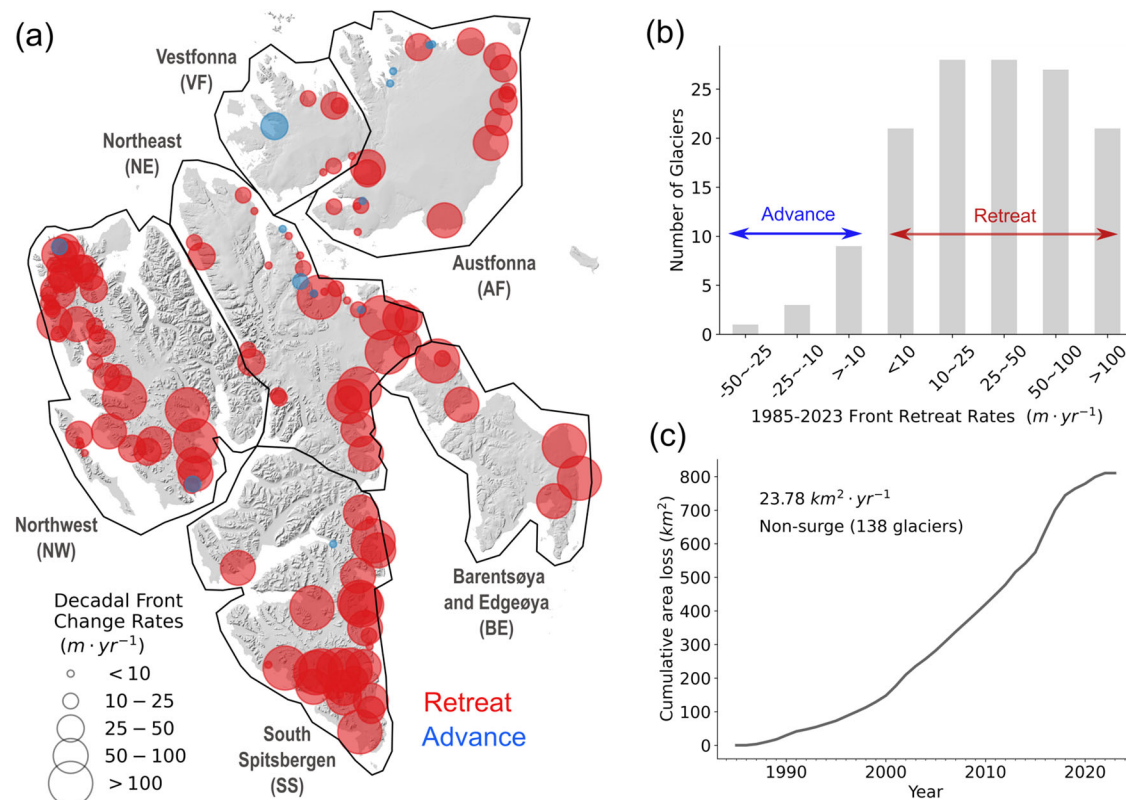 (a)
Vestfonna
(VF)
Northeast
(NE)
Austfonna
(AF)
Northwest
(NW)
Barentsøya
and Edgeøya
(BE)
South
Spitsbergen
(SS)
Decadal Front
Change Rates
(m · yr⁻¹)
< 10
10 − 25
25 − 50
50 − 100
> 100
Retreat
Advance
(b)
Number of Glaciers
25
20
15
10
5
0
Advance
Retreat
-50~-25
-25~-10
>-10
<10
10~25
25~50
50~100
>100
1985-2023 Front Retreat Rates (m · yr⁻¹)
(c)
Cumulative area loss (km²)
800
700
600
500
400
300
200
100
0
23.78 km² · yr⁻¹
Non-surge (138 glaciers)
1990
2000
2010
2020
Year